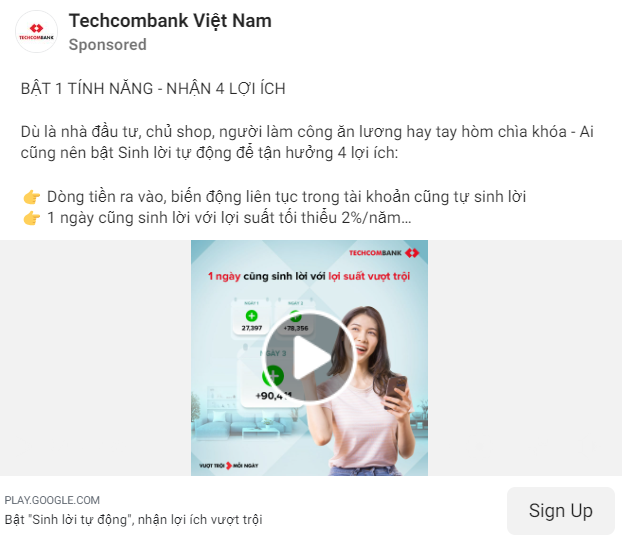 TECHCOMBANK
Techcombank Việt Nam
Sponsored
BẬT 1 TÍNH NĂNG - NHẬN 4 LỢI ÍCH
Dù là nhà đầu tư, chủ shop, người làm công ăn lương hay tay hòm chìa khóa - Ai
cũng nên bật Sinh lời tự động để tận hưởng 4 lợi ích:
👉 Dòng tiền ra vào, biến động liên tục trong tài khoản cũng tự sinh lời
👉 1 ngày cũng sinh lời với lợi suất tối thiểu 2%/năm...
TECHCOMBANK
1 ngày cũng sinh lời với lợi suất vượt trội
NGÀY 1 NGÀY 2
27,397 +78,356
NGÀY 3
VƯỢT TRỘI MỖI NGÀY
PLAY.GOOGLE.COM
Bật "Sinh lời tự động", nhận lợi ích vượt trội
Sign Up